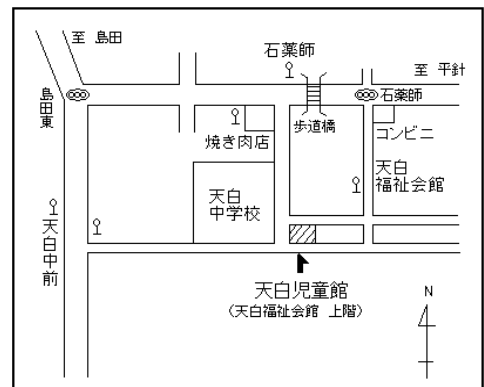 至 島田
石薬師
至 平針
島田東
石薬師
歩道橋
コンビニ
焼き肉店
天白
福祉会館
天白
中学校
天白中前
天白児童館
(天白福祉会館 上階)
N